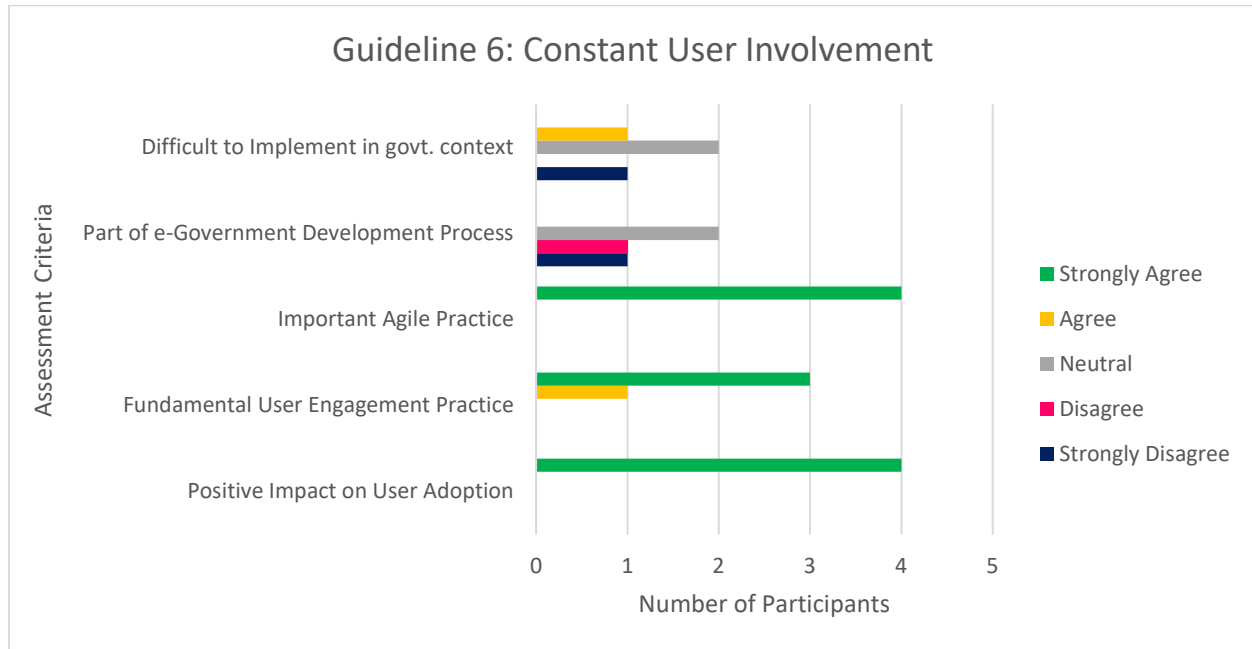 Guideline 6: Constant User Involvement
Assessment Criteria
Difficult to Implement in govt. context
Part of e-Government Development Process
Important Agile Practice
Fundamental User Engagement Practice
Positive Impact on User Adoption
0 1 2 3 4 5
Number of Participants
Strongly Agree
Agree
Neutral
Disagree
Strongly Disagree